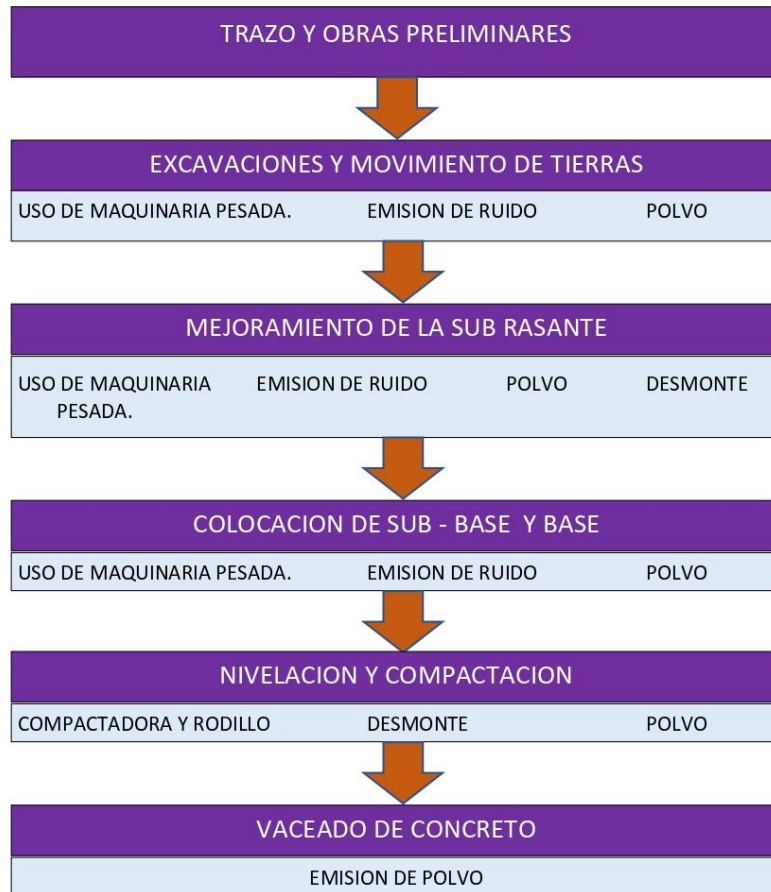 TRAZO Y OBRAS PRELIMINARES
EXCAVACIONES Y MOVIMIENTO DE TIERRAS
USO DE MAQUINARIA PESADA. EMISION DE RUIDO POLVO
MEJORAMIENTO DE LA SUB RASANTE
USO DE MAQUINARIA EMISION DE RUIDO POLVO DESMONTE
PESADA.
COLOCACION DE SUB - BASE Y BASE
USO DE MAQUINARIA PESADA. EMISION DE RUIDO POLVO
NIVELACION Y COMPACTACION
COMPACTADORA Y RODILLO DESMONTE POLVO
VACEADO DE CONCRETO
EMISION DE POLVO